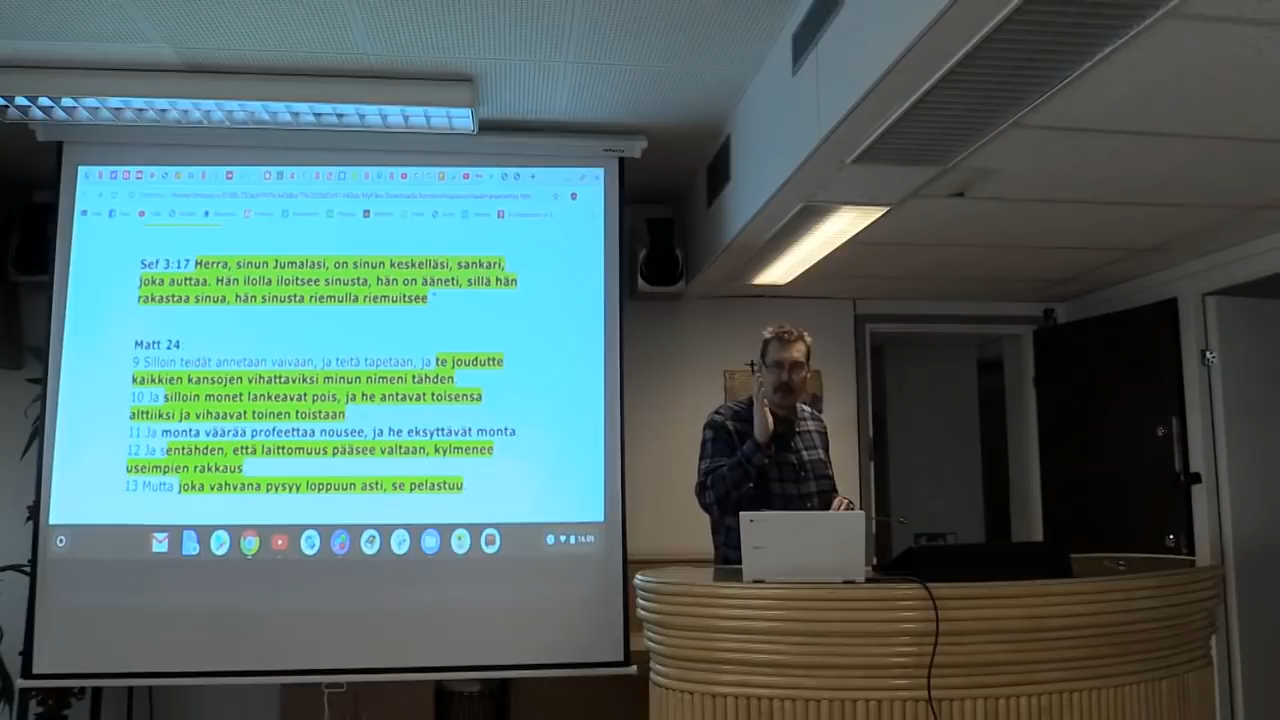 Sef 3:17 Herra, sinun Jumalasi, on sinun keskelläsi, sankari,
joka auttaa. Hän ilolla iloitsee sinusta, hän on ääneti, sillä hän
rakastaa sinua, hän sinusta riemulla riemuitsee."
Matt 24:
9 Silloin teidät annetaan vaivaan, ja teitä tapetaan, ja te joudutte
kaikkien kansojen vihattaviksi minun nimeni tähden.
10 Ja silloin monet lankeavat pois, ja he antavat toisensa
alttiiksi ja vihaavat toinen toistaan.
11 Ja monta väärää profeettaa nousee, ja he eksyttävät monta.
12 Ja sentähden, että laittomuus pääsee valtaan, kylmenee
useimpien rakkaus.
13 Mutta joka vahvana pysyy loppuun asti, se pelastuu.
16.09